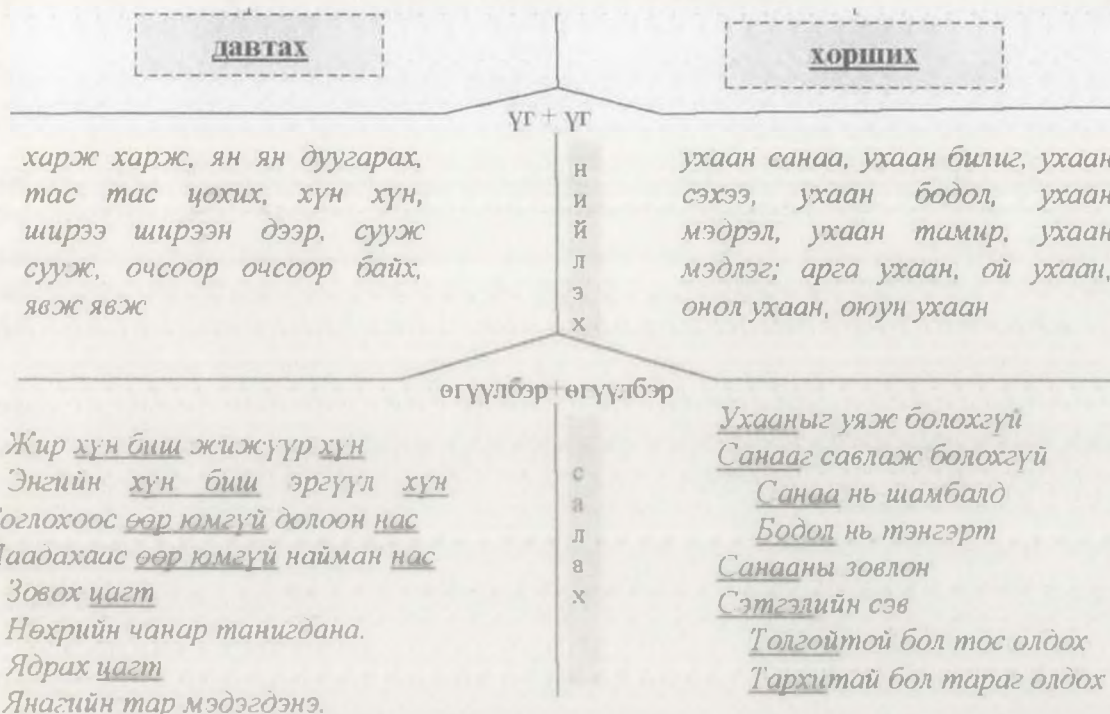 давтах
хоршиx
үг + үг
харж харж, ян ян дуугарах,
тас тас цохих, хүн хүн,
ширээ ширээн дээр, сууж
сууж, очсоор очсоор байх,
явж явж
нийлэх
ухаан санаа, ухаан билиг, ухаан
сэхээ, ухаан бодол, ухаан
мэдрэл, ухаан тамир, ухаан
мэдлэг; арга ухаан, ой ухаан,
онол ухаан, оюун ухаан
өгүүлбэр+өгүүлбэр
Жир хүн биш жижүүр хүн
Энгийн хүн биш эргүүл хүн
оглохоос өөр юмгүй долоон нас
Наадахаас өөр юмгүй найман нас
Зовох цагт
Нөхрийн чанар танигдана.
Ядрах цагт
Янагийн тар мэдэгдэнэ.
салах
Ухааныг уяж болохгүй
Санааг савлаж болохгүй
Санаа нь шамбалд
Бодол нь тэнгэрт
Санааны зовлон
Сэтгэлийн сэв
Толгойтой бол тос олдох
Тархитай бол тараг олдох